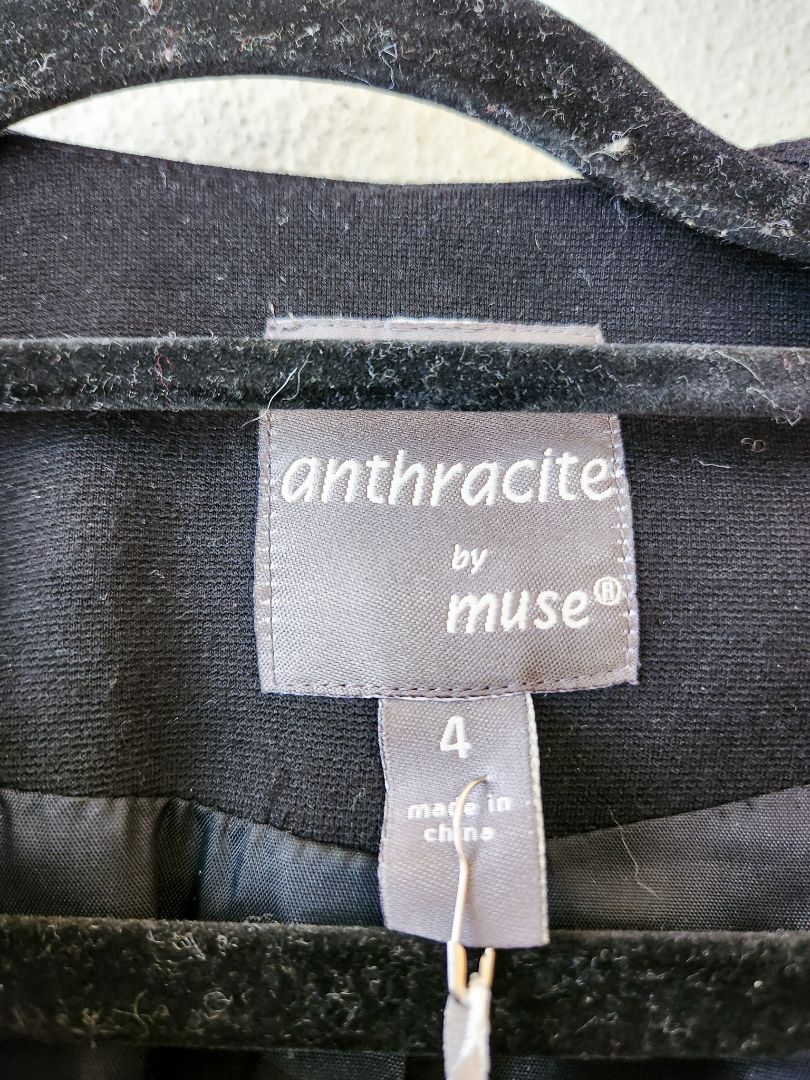 anthracite
by
muse®
4
made in
china